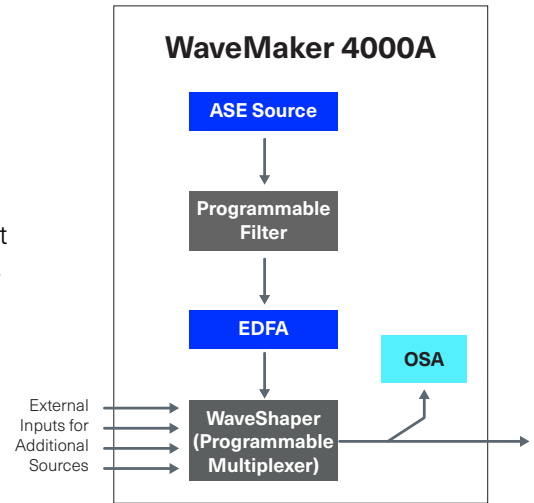 WaveMaker 4000A
ASE Source
Programmable
Filter
t
EDFA
OSA
External
Inputs for
Additional
Sources
WaveShaper
(Programmable
Multiplexer)